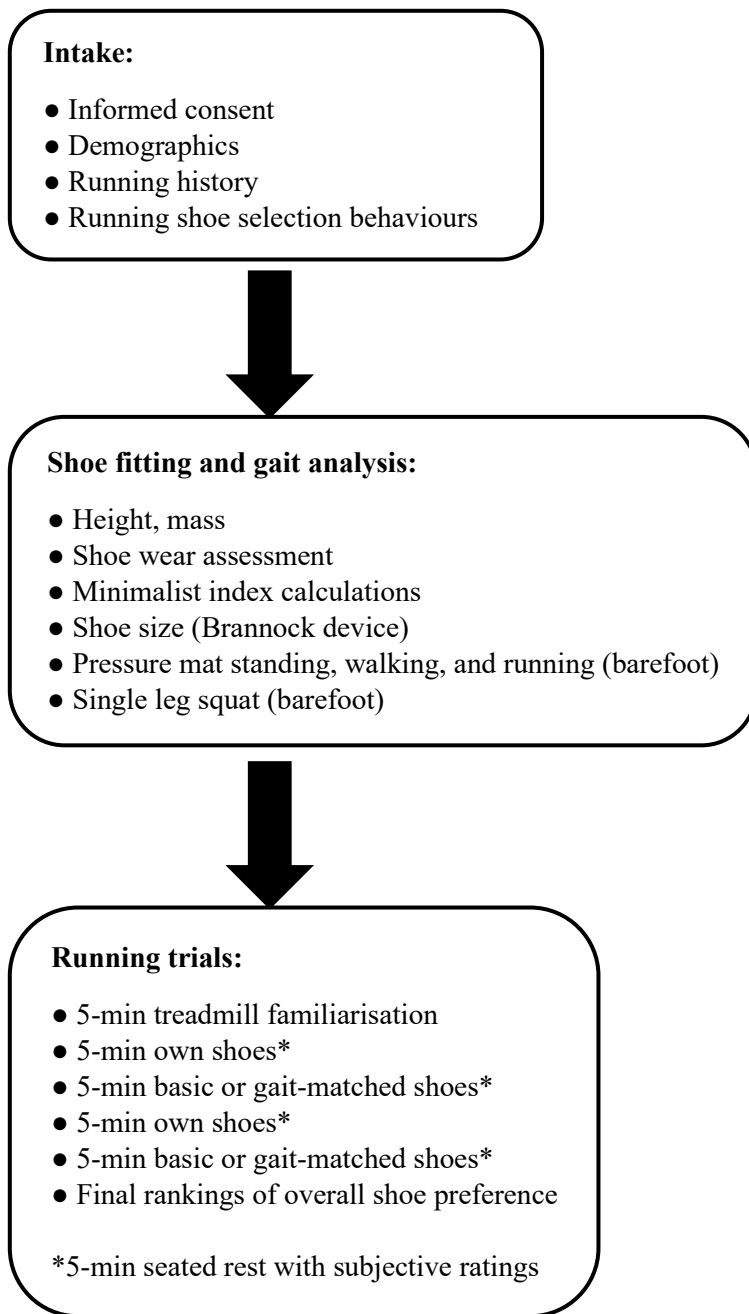 Intake:
● Informed consent
● Demographics
● Running history
● Running shoe selection behaviours
Shoe fitting and gait analysis:
● Height, mass
● Shoe wear assessment
● Minimalist index calculations
● Shoe size (Brannock device)
● Pressure mat standing, walking, and running (barefoot)
● Single leg squat (barefoot)
Running trials:
● 5-min treadmill familiarisation
● 5-min own shoes*
● 5-min basic or gait-matched shoes*
● 5-min own shoes*
● 5-min basic or gait-matched shoes*
● Final rankings of overall shoe preference
*5-min seated rest with subjective ratings